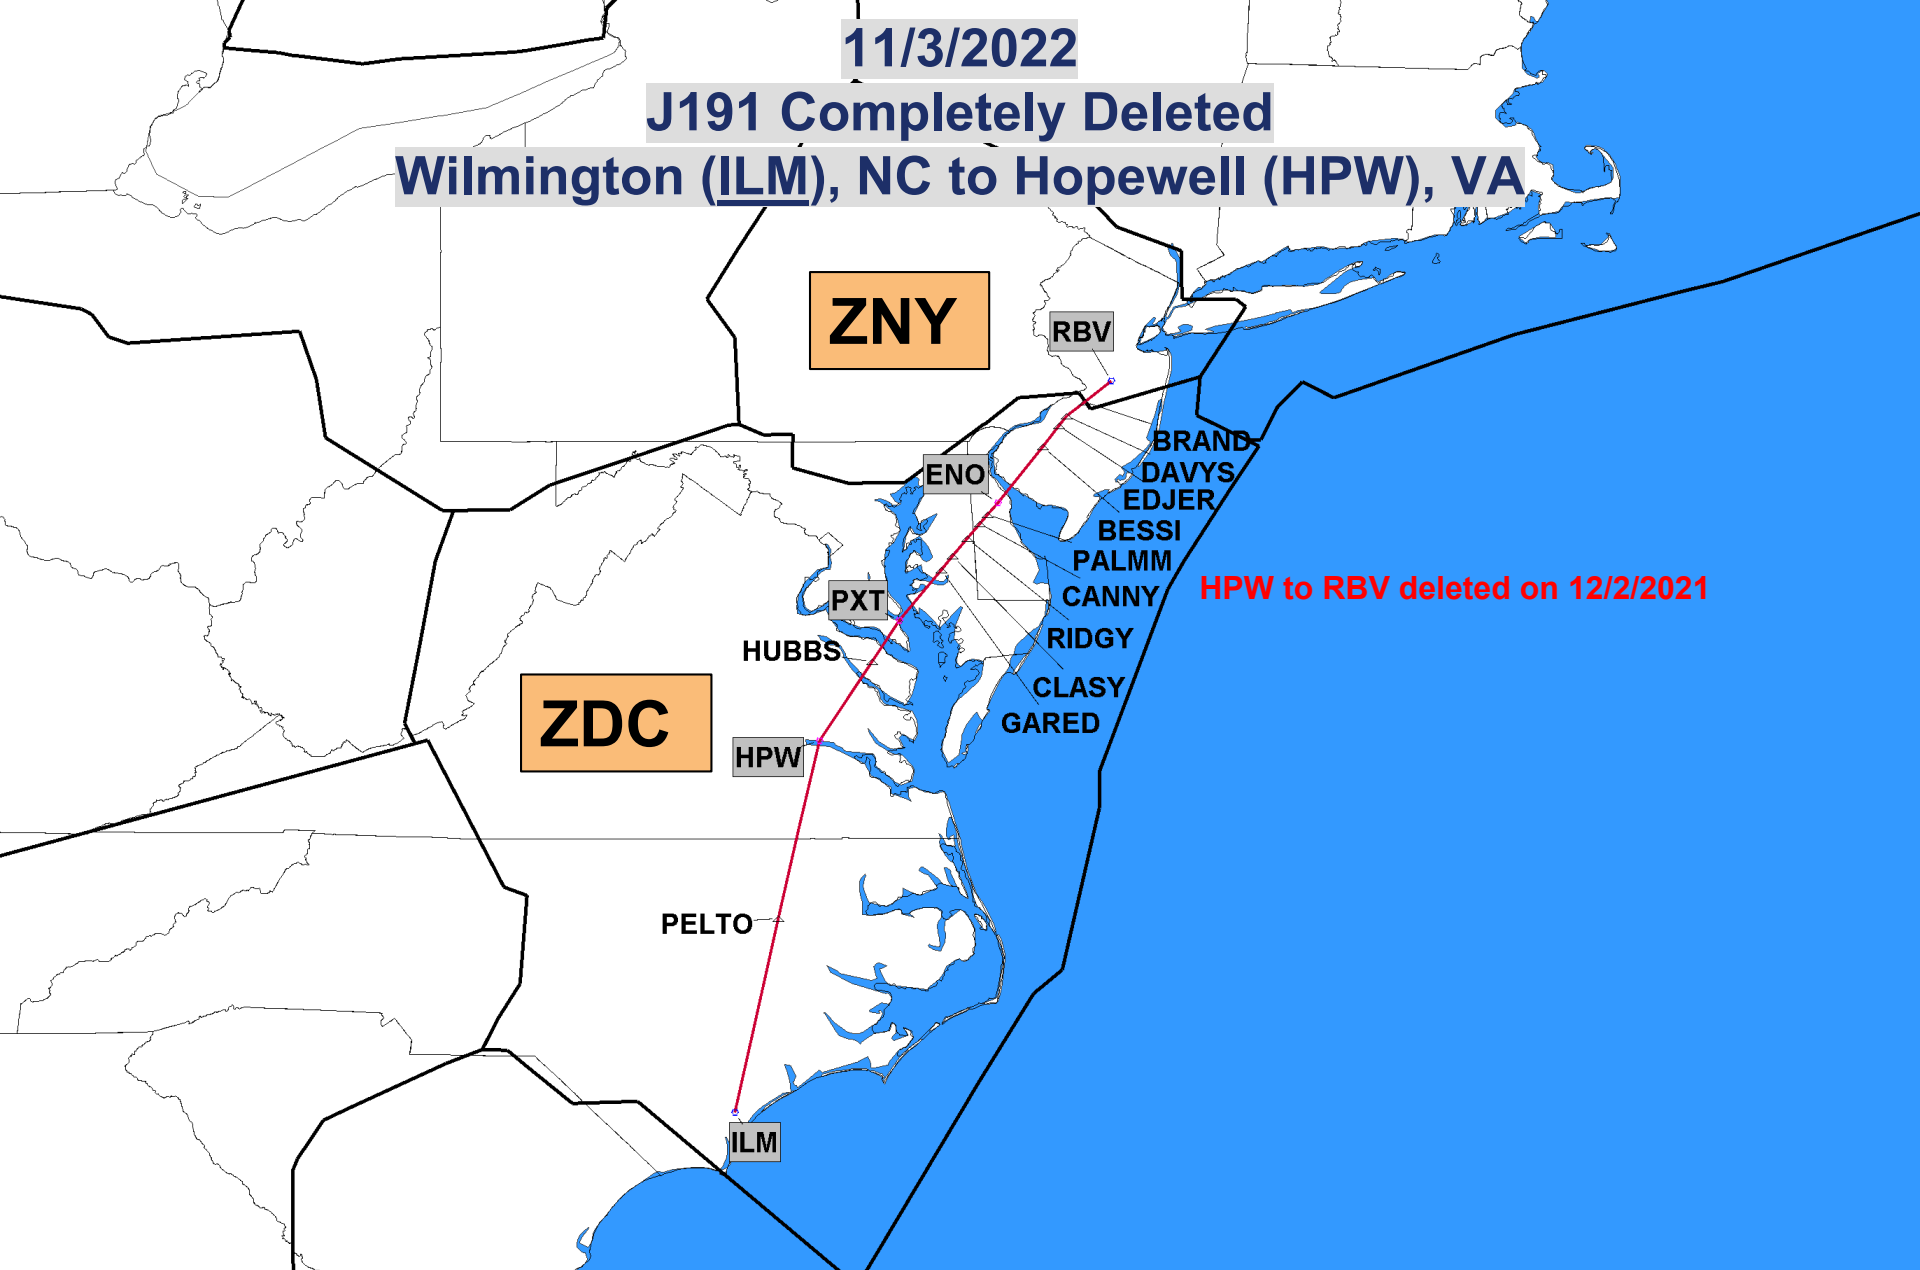 11/3/2022
J191 Completely Deleted
Wilmington (ILM), NC to Hopewell (HPW), VA
ZNY
RBV
BRAND
ENO
DAVYS
EDJER
BESSI
PALMM
CANNY
HPW to RBV deleted on 12/2/2021
PXT
RIDGY
HUBBS
CLASY
GARED
ZDC
HPW
PELTO
ILM